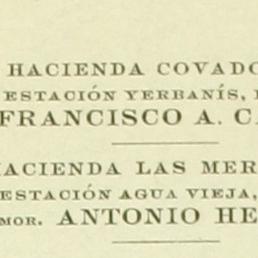 HACIENDA COVADO
ESTACIÓN YERBANÍS,
FRANCISCO A. C
HACIENDA LAS MER
ESTACIÓN AGUA VIEJA,
MOR. ANTONIO HE